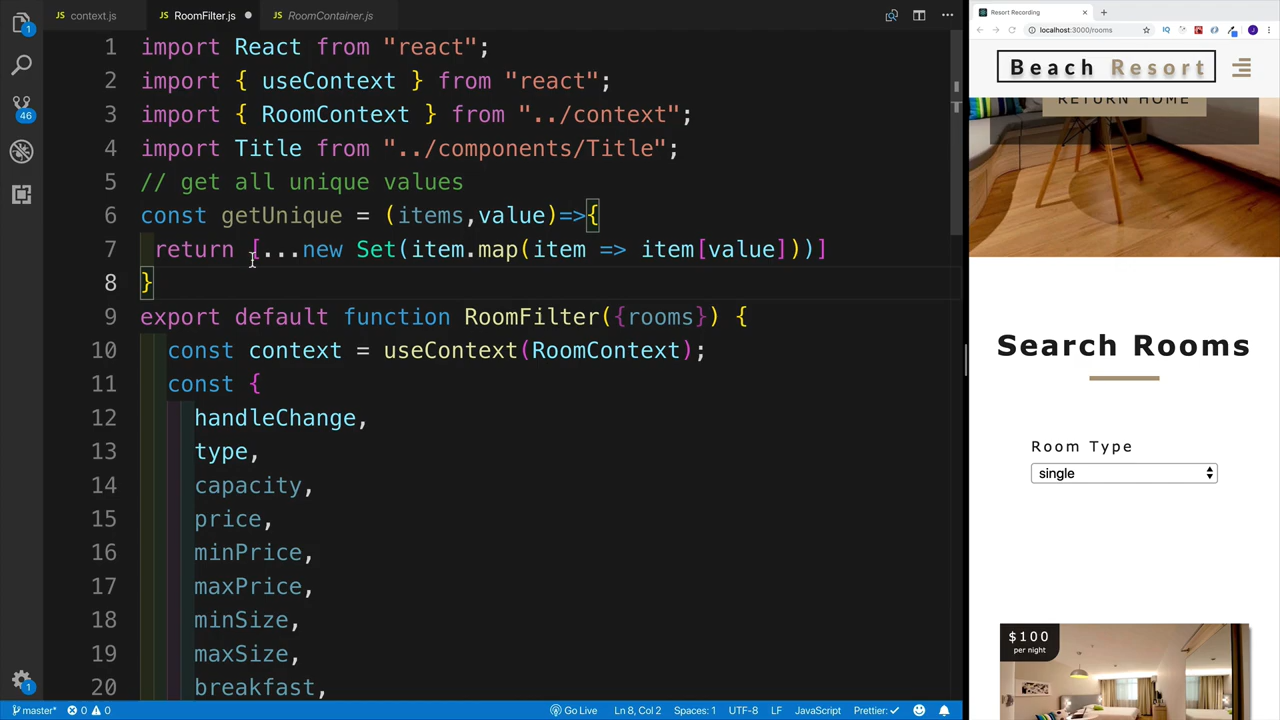 context.js
RoomFilter.js
RoomContainer.js
1 import React from "react";
2 import { useContext } from "react";
3 import { RoomContext } from "../context";
4 import Title from "../components/Title";
5 // get all unique values
6 const getUnique = (items,value)=>{
7 return [...new Set(item.map(item => item[value]))]
8 }
9 export default function RoomFilter({rooms}) {
10 const context = useContext(RoomContext);
11 const {
12 handleChange,
13 type,
14 capacity,
15 price,
16 minPrice,
17 maxPrice,
18 minSize,
19 maxSize,
20 breakfast,
1
46
1
master*
0
0
Go Live
Ln 8, Col 2
Spaces: 1
UTF-8
LF
JavaScript
Prettier: ✓
Resort Recording
localhost:3000/rooms
IQ
J
Beach Resort
RETURN HOME
Search Rooms
Room Type
single
$100
per night